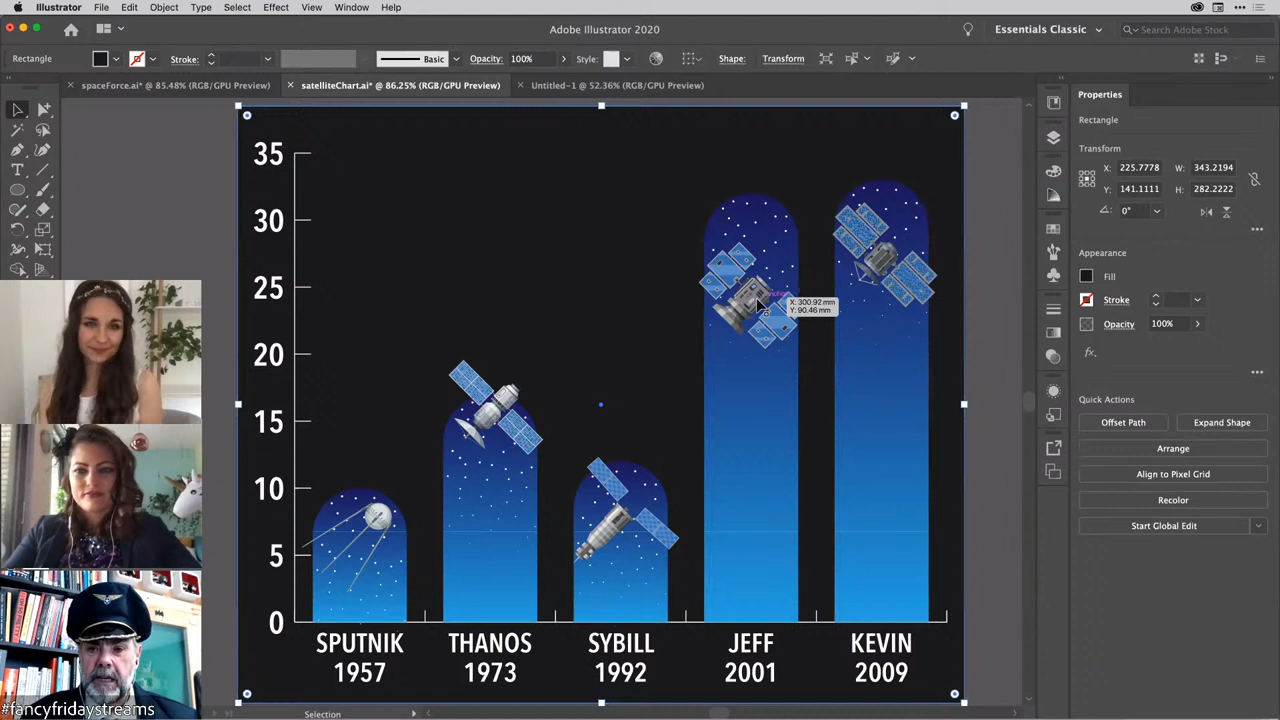 Illustrator File Edit Object Type Select Effect View Window Help
Adobe Illustrator 2020
Essentials Classic
Search Adobe Stock
Rectangle
Stroke:
Basic
Opacity: 100%
Style:
Shape:
Transform
spaceForce.ai* @ 85.48% (RGB/GPU Preview)
satelliteChart.ai* @ 86.25% (RGB/GPU Preview)
Untitled-1 @ 52.36% (RGB/GPU Preview)
35
30
25
20
15
10
5
0
X: 300.92 mm
Y: 90.46 mm
SPUTNIK
1957
THANOS
1973
SYBILL
1992
JEFF
2001
KEVIN
2009
Properties
Rectangle
Transform
X: 225.7778 W: 343.2194
Y: 141.1111 H: 282.2222
0°
Appearance
Fill
Stroke
Opacity 100%
fx.
Quick Actions
Offset Path Expand Shape
Arrange
Align to Pixel Grid
Recolor
Start Global Edit
#fancyfridaystreams
Selection